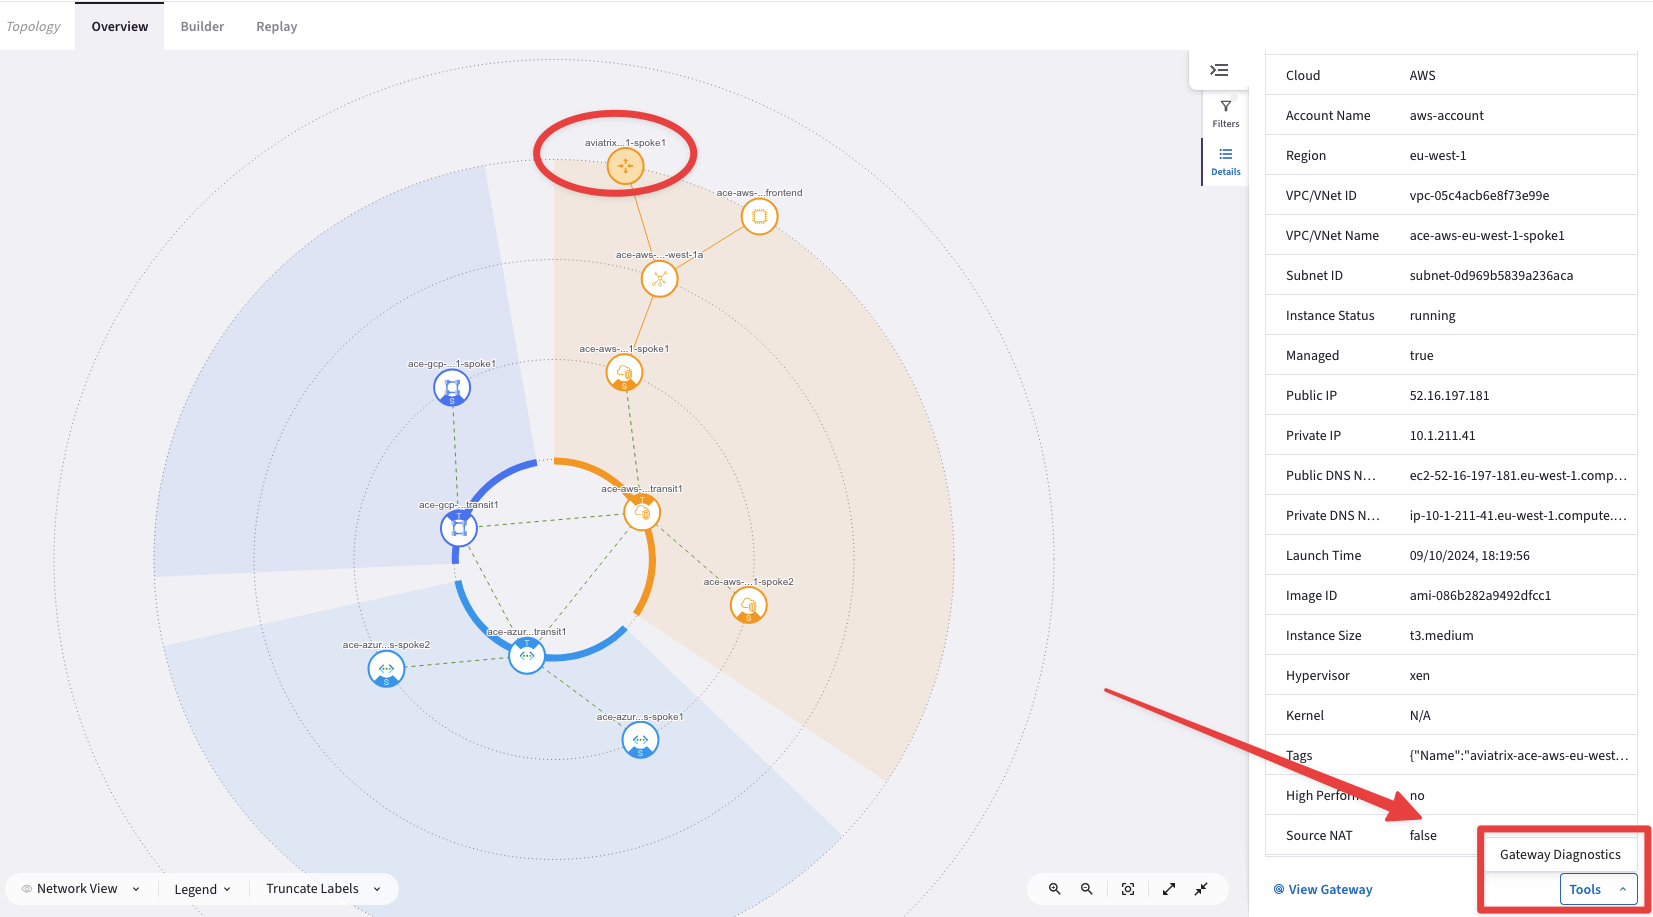 Topology
Overview
Builder
Replay
aviatrix...1-spoke1
ace-aws-...frontend
ace-aws-...-west-1a
ace-aws-...1-spoke1
ace-gcp-...1-spoke1
ace-aws-...transit1
ace-gcp-...transit1
ace-aws-...1-spoke2
ace-azur...transit1
ace-azur...s-spoke2
ace-azur...s-spoke1
S
S
T
T
S
T
S
S
Filters
Details
Cloud AWS
Account Name aws-account
Region eu-west-1
VPC/VNet ID vpc-05c4acb6e8f73e99e
VPC/VNet Name ace-aws-eu-west-1-spoke1
Subnet ID subnet-0d969b5839a236aca
Instance Status running
Managed true
Public IP 52.16.197.181
Private IP 10.1.211.41
Public DNS N... ec2-52-16-197-181.eu-west-1.comp...
Private DNS N... ip-10-1-211-41.eu-west-1.compute....
Launch Time 09/10/2024, 18:19:56
Image ID ami-086b282a9492dfcc1
Instance Size t3.medium
Hypervisor xen
Kernel N/A
Tags {"Name":"aviatrix-ace-aws-eu-west...
High Perform no
Source NAT false
Gateway Diagnostics
View Gateway
Tools
Network View
Legend
Truncate Labels